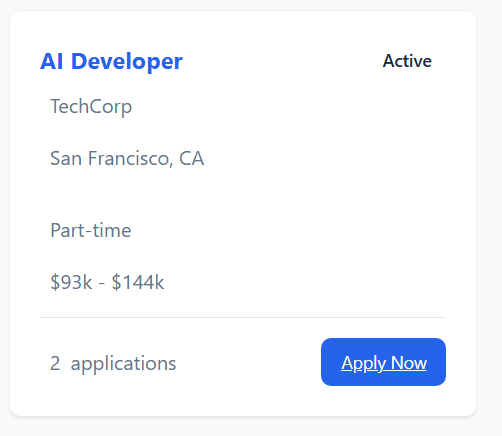 AI Developer Active
TechCorp
San Francisco, CA
Part-time
$93k - $144k
2 applications Apply Now